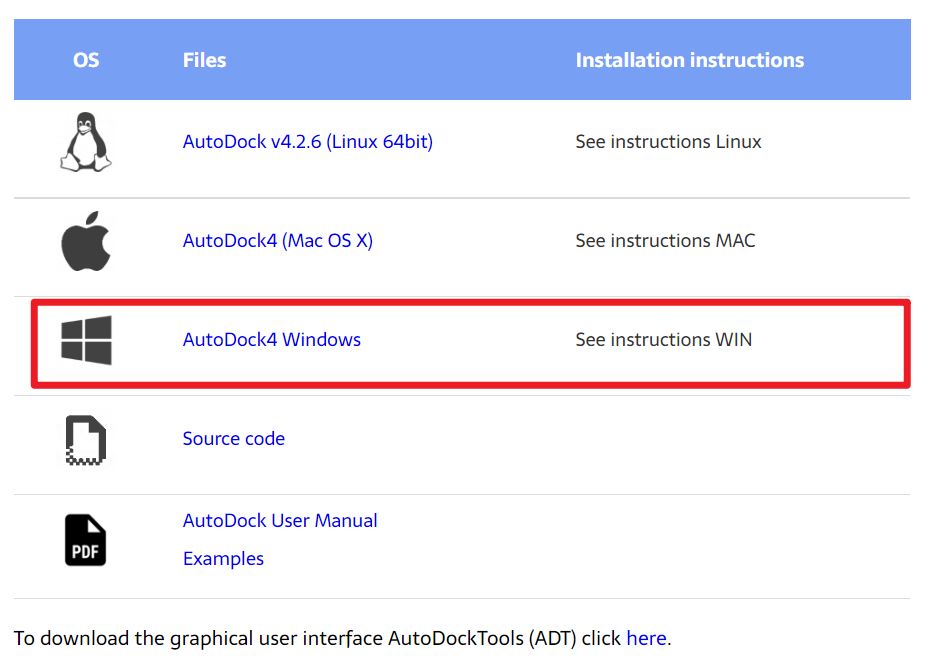 OS Files Installation instructions
AutoDock v4.2.6 (Linux 64bit) See instructions Linux
AutoDock4 (Mac OS X) See instructions MAC
AutoDock4 Windows See instructions WIN
Source code
AutoDock User Manual
PDF
Examples
To download the graphical user interface AutoDockTools (ADT) click here.